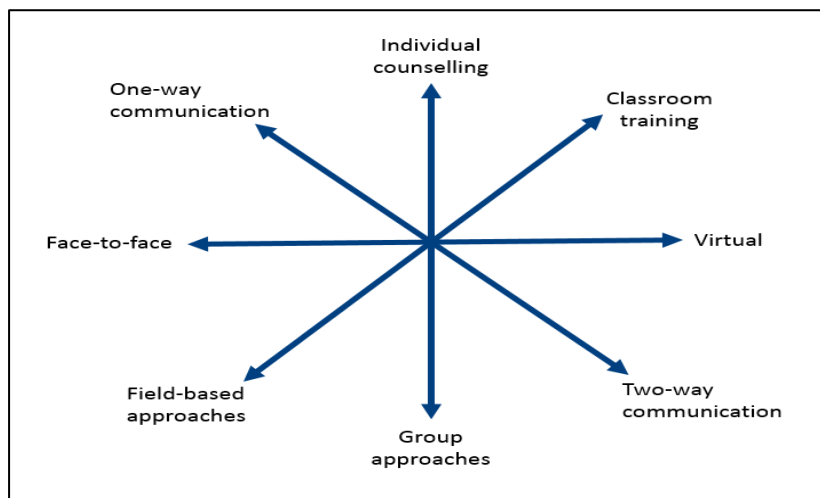 Individual
counselling
One-way
communication
Classroom
training
Face-to-face
Virtual
Field-based
approaches
Two-way
communication
Group
approaches